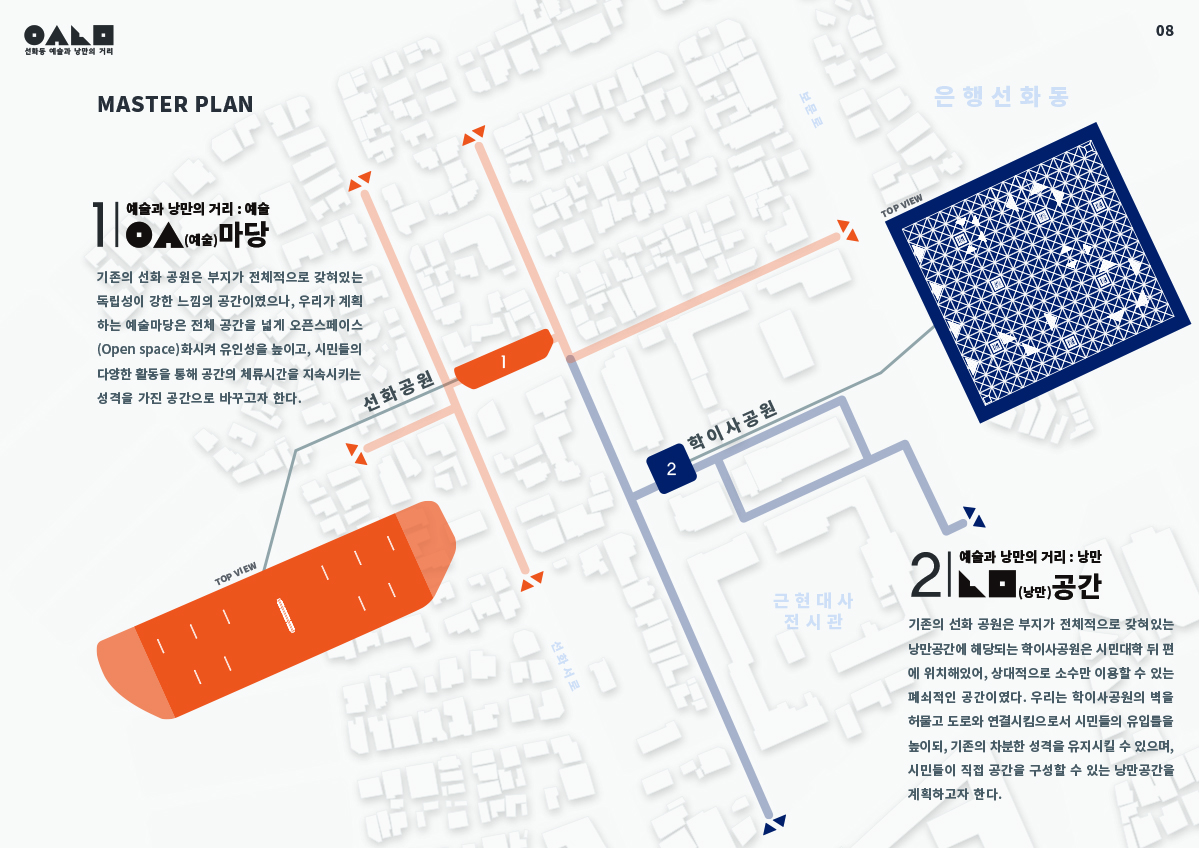 선화동 예술과 낭만의 거리
08
MASTER PLAN
은행선화동
보문로
1
예술과 낭만의 거리 : 예술
(예술)마당
기존의 선화 공원은 부지가 전체적으로 갖혀있는
독립성이 강한 느낌의 공간이였으나, 우리가 계획
하는 예술마당은 전체 공간을 넓게 오픈스페이스
(Open space)화시켜 유인성을 높이고, 시민들의
다양한 활동을 통해 공간의 체류시간을 지속시키는
성격을 가진 공간으로 바꾸고자 한다.
TOP VIEW
선화공원
1
학이사공원
2
TOP VIEW
근현대사
전시관
선화서로
2
예술과 낭만의 거리 : 낭만
(낭만)공간
기존의 선화 공원은 부지가 전체적으로 갖혀있는
낭만공간에 해당되는 학이사공원은 시민대학 뒤 편
에 위치해있어, 상대적으로 소수만 이용할 수 있는
폐쇠적인 공간이였다. 우리는 학이사공원의 벽을
허물고 도로와 연결시킴으로서 시민들의 유입률을
높이되, 기존의 차분한 성격을 유지시킬 수 있으며,
시민들이 직접 공간을 구성할 수 있는 낭만공간을
계획하고자 한다.